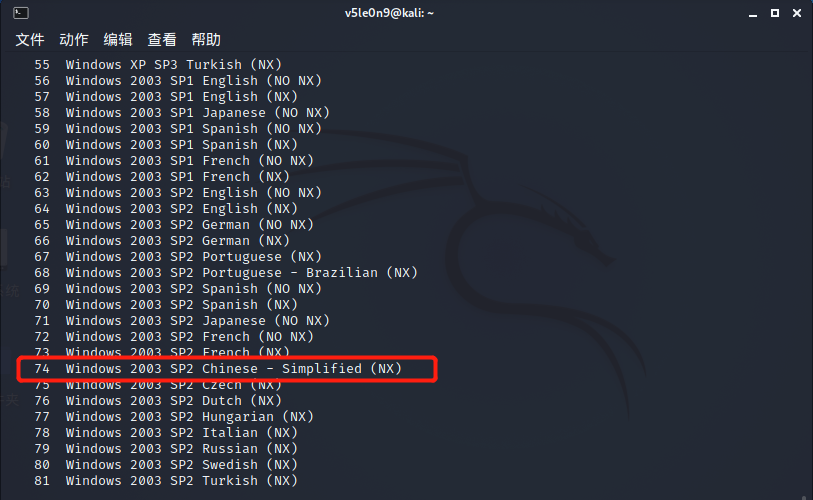 v5le0n9@kali: ~
文件 动作 编辑 查看 帮助
55 Windows XP SP3 Turkish (NX)
56 Windows 2003 SP1 English (NO NX)
57 Windows 2003 SP1 English (NX)
58 Windows 2003 SP1 Japanese (NO NX)
59 Windows 2003 SP1 Spanish (NO NX)
60 Windows 2003 SP1 Spanish (NX)
61 Windows 2003 SP1 French (NO NX)
62 Windows 2003 SP1 French (NX)
63 Windows 2003 SP2 English (NO NX)
64 Windows 2003 SP2 English (NX)
65 Windows 2003 SP2 German (NO NX)
66 Windows 2003 SP2 German (NX)
67 Windows 2003 SP2 Portuguese (NX)
68 Windows 2003 SP2 Portuguese - Brazilian (NX)
69 Windows 2003 SP2 Spanish (NO NX)
70 Windows 2003 SP2 Spanish (NX)
71 Windows 2003 SP2 Japanese (NO NX)
72 Windows 2003 SP2 French (NO NX)
73 Windows 2003 SP2 French (NX)
74 Windows 2003 SP2 Chinese - Simplified (NX)
75 Windows 2003 SP2 Czech (NX)
76 Windows 2003 SP2 Dutch (NX)
77 Windows 2003 SP2 Hungarian (NX)
78 Windows 2003 SP2 Italian (NX)
79 Windows 2003 SP2 Russian (NX)
80 Windows 2003 SP2 Swedish (NX)
81 Windows 2003 SP2 Turkish (NX)